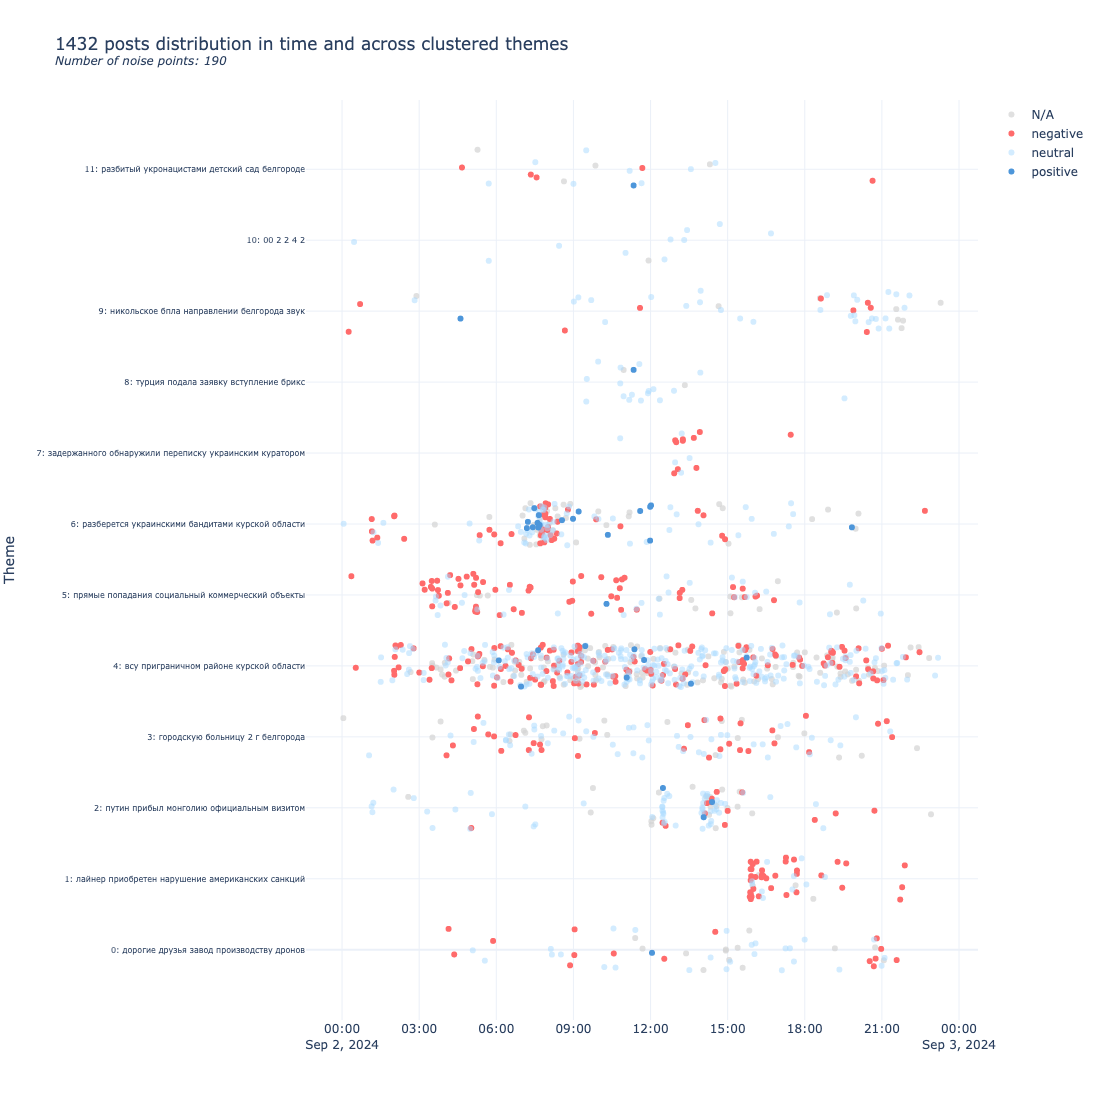 1432 posts distribution in time and across clustered themes
Number of noise points: 190
N/A
negative
neutral
positive
Theme
11: разбитый укронацистами детский сад белгороде
10: 00 2 2 4 2
9: никольское бпла направлении белгорода звук
8: турция подала заявку вступление брикс
7: задержанного обнаружили переписку украинским куратором
6: разберется украинскими бандитами курской области
5: прямые попадания социальный коммерческий объекты
4: всу приграничном районе курской области
3: городскую больницу 2 г белгорода
2: путин прибыл монголию официальным визитом
1: лайнер приобретен нарушение американских санкций
0: дорогие друзья завод производству дронов
00:00 03:00 06:00 09:00 12:00 15:00 18:00 21:00 00:00
Sep 2, 2024 Sep 3, 2024